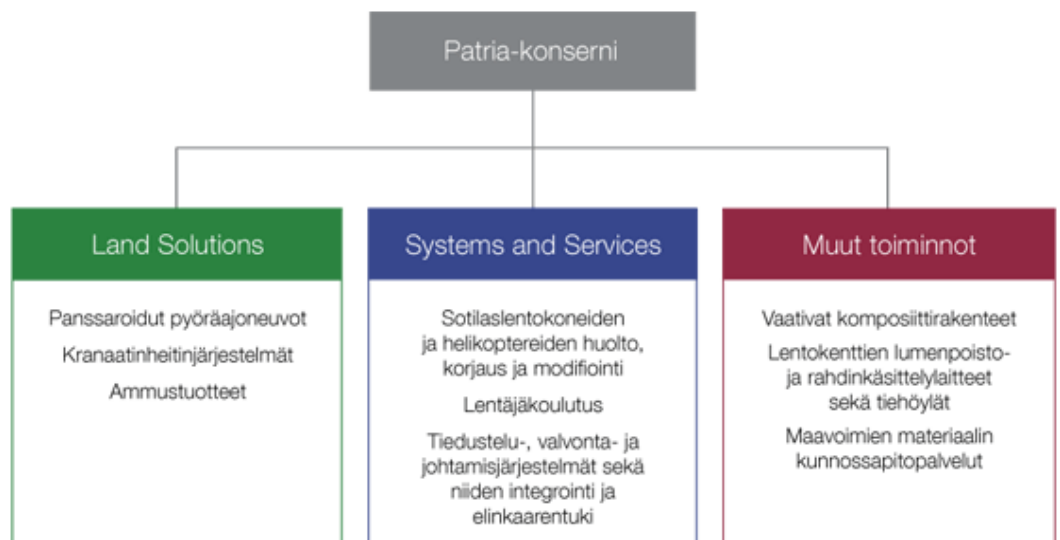 Patria-konserni
Land Solutions
Panssaroidut pyöräajoneuvot
Kranaatinheitinjärjestelmät
Ammustuotteet
Systems and Services
Sotilaslentokoneiden
ja helikoptereiden huolto,
korjaus ja modifiointi
Lentäjäkoulutus
Tiedustelu-, valvonta- ja
johtamisjärjestelmät sekä
niiden integrointi ja
elinkaarentuki
Muut toiminnot
Vaativat komposiittirakenteet
Lentokenttien lumenpoisto-
ja rahdinkäsittelylaitteet
sekä tiehöylät
Maavoimien materiaalin
kunnossapitopalvelut